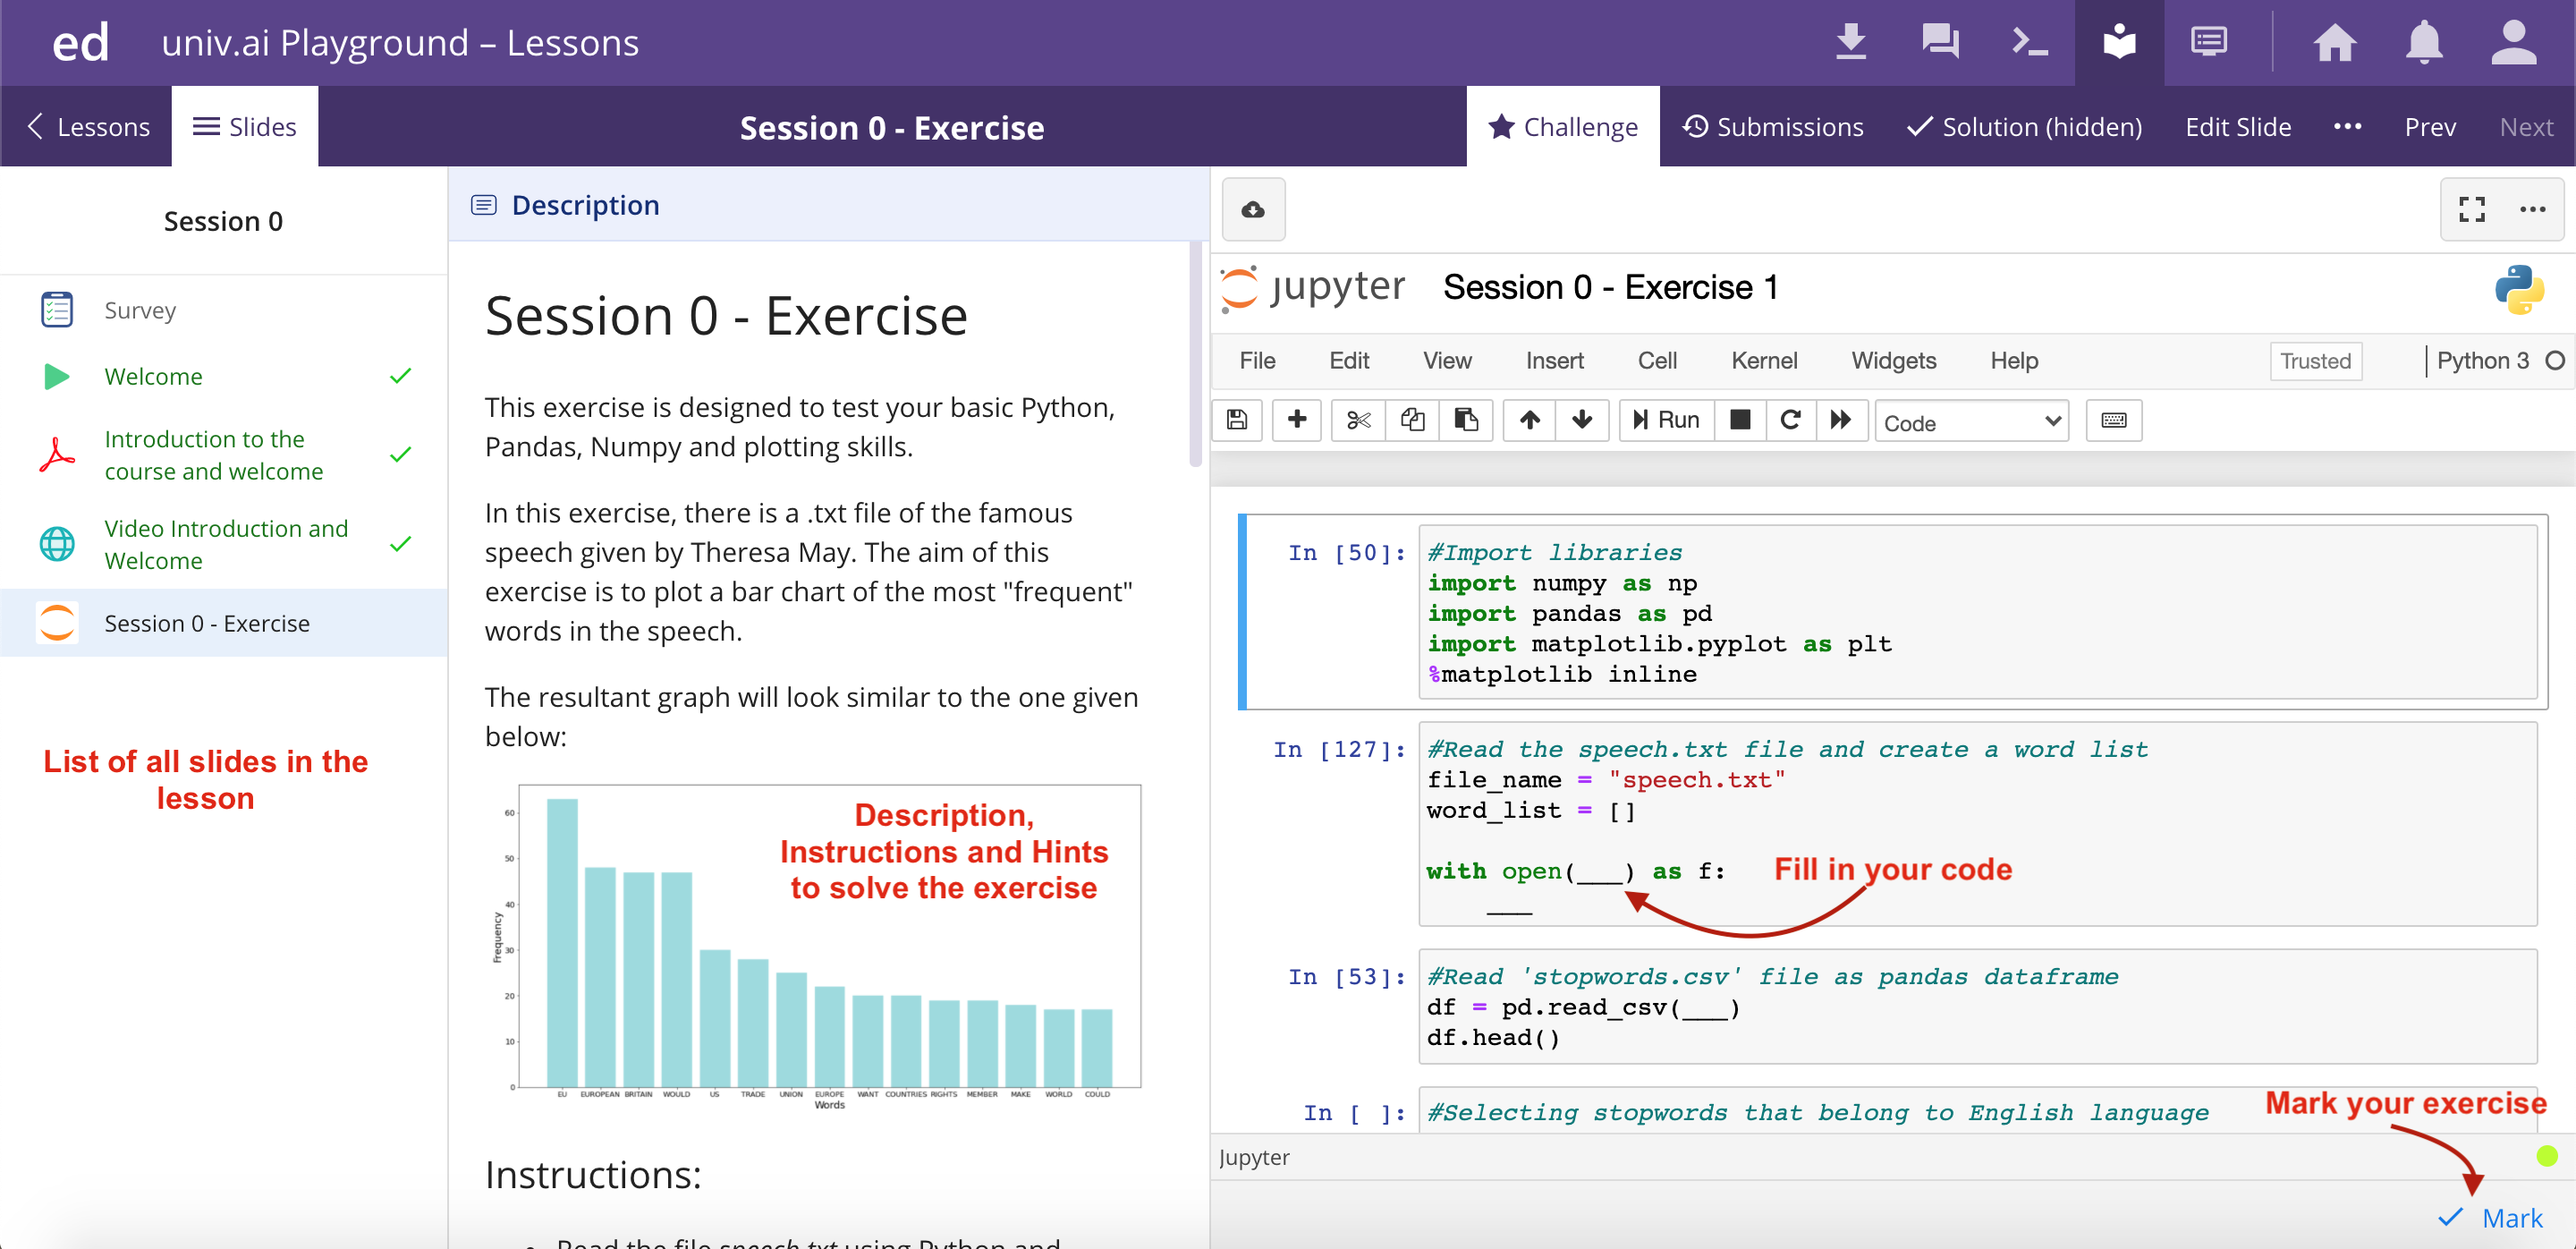 ed
univ.ai Playground – Lessons
Lessons
Slides
Session 0 - Exercise
Challenge
Submissions
Solution (hidden)
Edit Slide
Prev
Next
Session 0
Survey
Welcome
Introduction to the
course and welcome
Video Introduction and
Welcome
Session 0 - Exercise
List of all slides in the
lesson
Description
Session 0 - Exercise
This exercise is designed to test your basic Python,
Pandas, Numpy and plotting skills.
In this exercise, there is a .txt file of the famous
speech given by Theresa May. The aim of this
exercise is to plot a bar chart of the most "frequent"
words in the speech.
The resultant graph will look similar to the one given
below:
Description,
Instructions and Hints
to solve the exercise
60
50
40
30
20
10
0
Frequency
EU EUROPEAN BRITAIN WOULD US TRADE UNION EUROPE WANT COUNTRIES RIGHTS MEMBER MAKE WORLD COULD
Words
Instructions:
Read the file speech.txt using Python and
jupyter Session 0 - Exercise 1
File Edit View Insert Cell Kernel Widgets Help
Trusted
Python 3
Run
Code
In [50]:
#Import libraries
import numpy as np
import pandas as pd
import matplotlib.pyplot as plt
%matplotlib inline
In [127]:
#Read the speech.txt file and create a word list
file_name = "speech.txt"
word_list = []
with open(___) as f:
___
Fill in your code
In [53]:
#Read 'stopwords.csv' file as pandas dataframe
df = pd.read_csv(___)
df.head()
In [ ]:
#Selecting stopwords that belong to English language
Mark your exercise
Jupyter
Mark